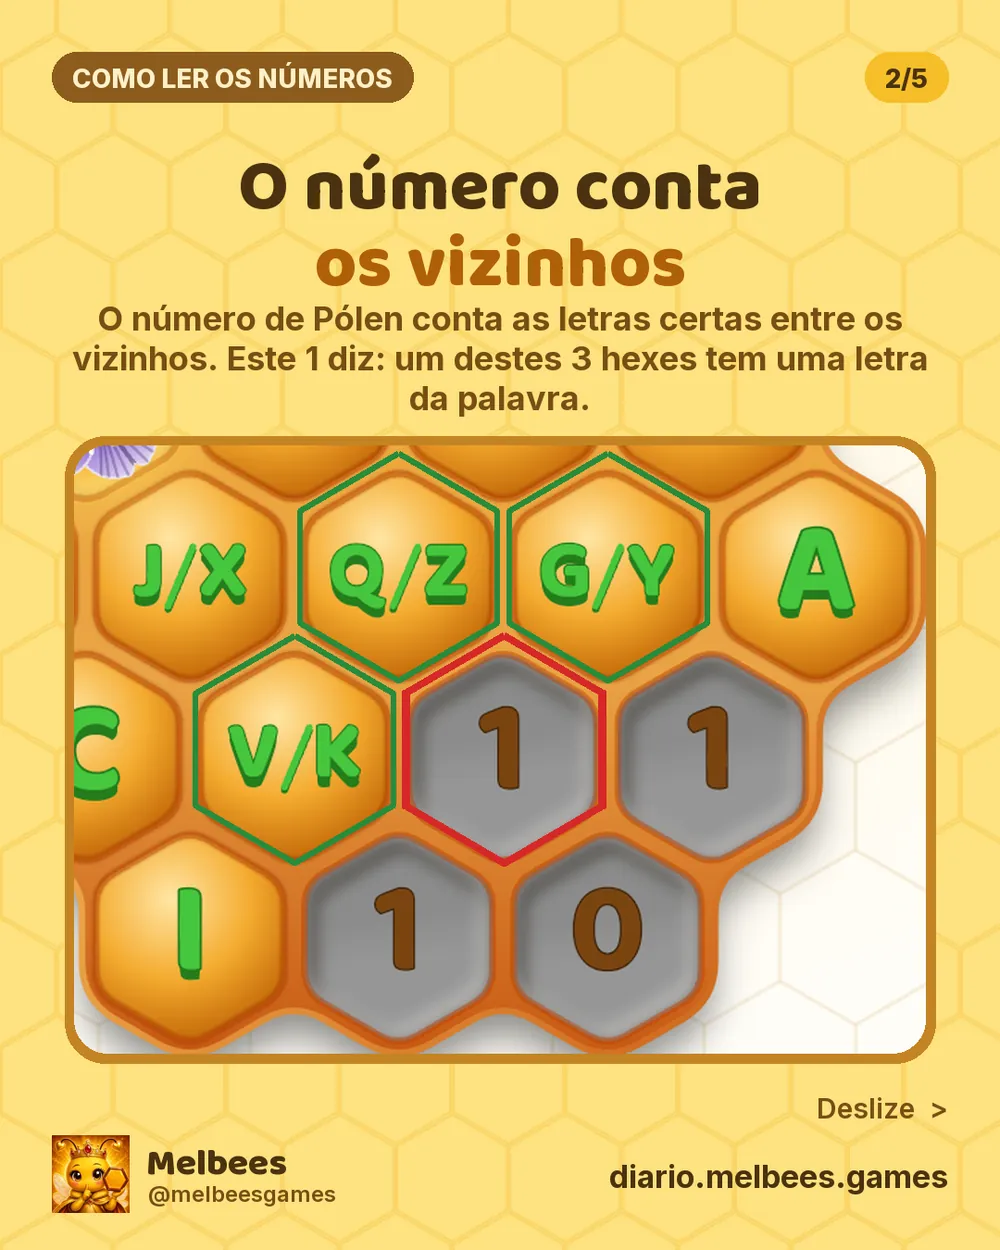 COMO LER OS NÚMEROS
2/5
O número conta
os vizinhos
O número de Pólen conta as letras certas entre os
vizinhos. Este 1 diz: um destes 3 hexes tem uma letra
da palavra.
J/X Q/Z G/Y A
C V/K 1 1
I 1 0
Deslize >
Melbees
@melbeesgames
diario.melbees.games